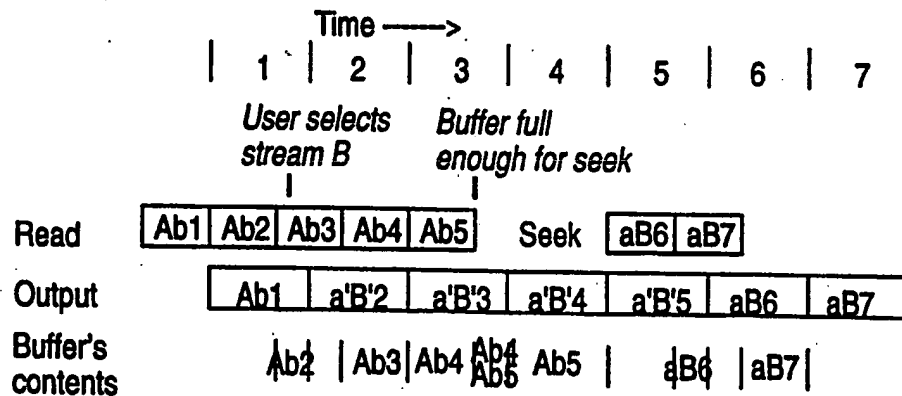 Time ----->
| 1 | 2 | 3 | 4 | 5 | 6 | 7
User selects stream B
Buffer full enough for seek
Read Ab1 Ab2 Ab3 Ab4 Ab5 Seek aB6 aB7
Output Ab1 a'B'2 a'B'3 a'B'4 a'B'5 aB6 aB7
Buffer's contents Ab2 Ab3 Ab4 Ab4 Ab5 Ab5 aB6 aB7